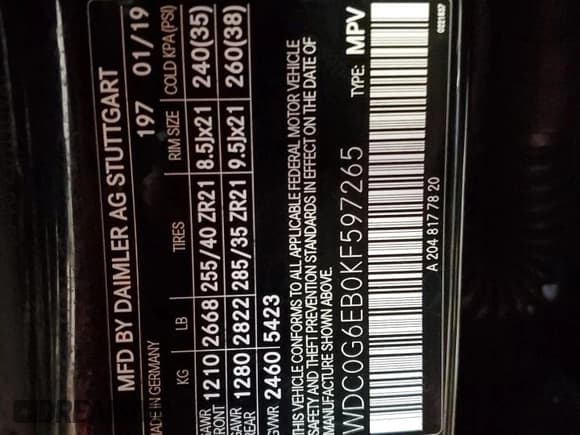 MFD BY DAIMLER AG STUTTGART
MADE IN GERMANY 197 01/19
KG LB TIRES RIM SIZE COLD KPA(PSI)
GAWR FRONT 1210 2668 255/40 ZR21 8.5Jx21 240(35)
GAWR REAR 1280 2822 285/35 ZR21 9.5Jx21 260(38)
GVWR 2460 5423
THIS VEHICLE CONFORMS TO ALL APPLICABLE FEDERAL MOTOR VEHICLE
SAFETY AND THEFT PREVENTION STANDARDS IN EFFECT ON THE DATE OF
MANUFACTURE SHOWN ABOVE.
WDC0G6EB0KF597265 TYPE: MPV
A 204 817 78 20